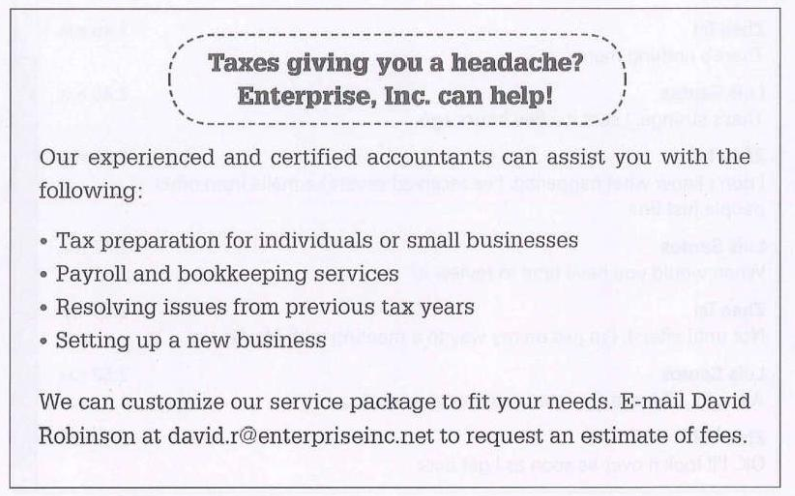 Taxes giving you a headache?
Enterprise, Inc. can help!
Our experienced and certified accountants can assist you with the
following:
• Tax preparation for individuals or small businesses
• Payroll and bookkeeping services
• Resolving issues from previous tax years
• Setting up a new business
We can customize our service package to fit your needs. E-mail David
Robinson at david.r@enterpriseinc.net to request an estimate of fees.